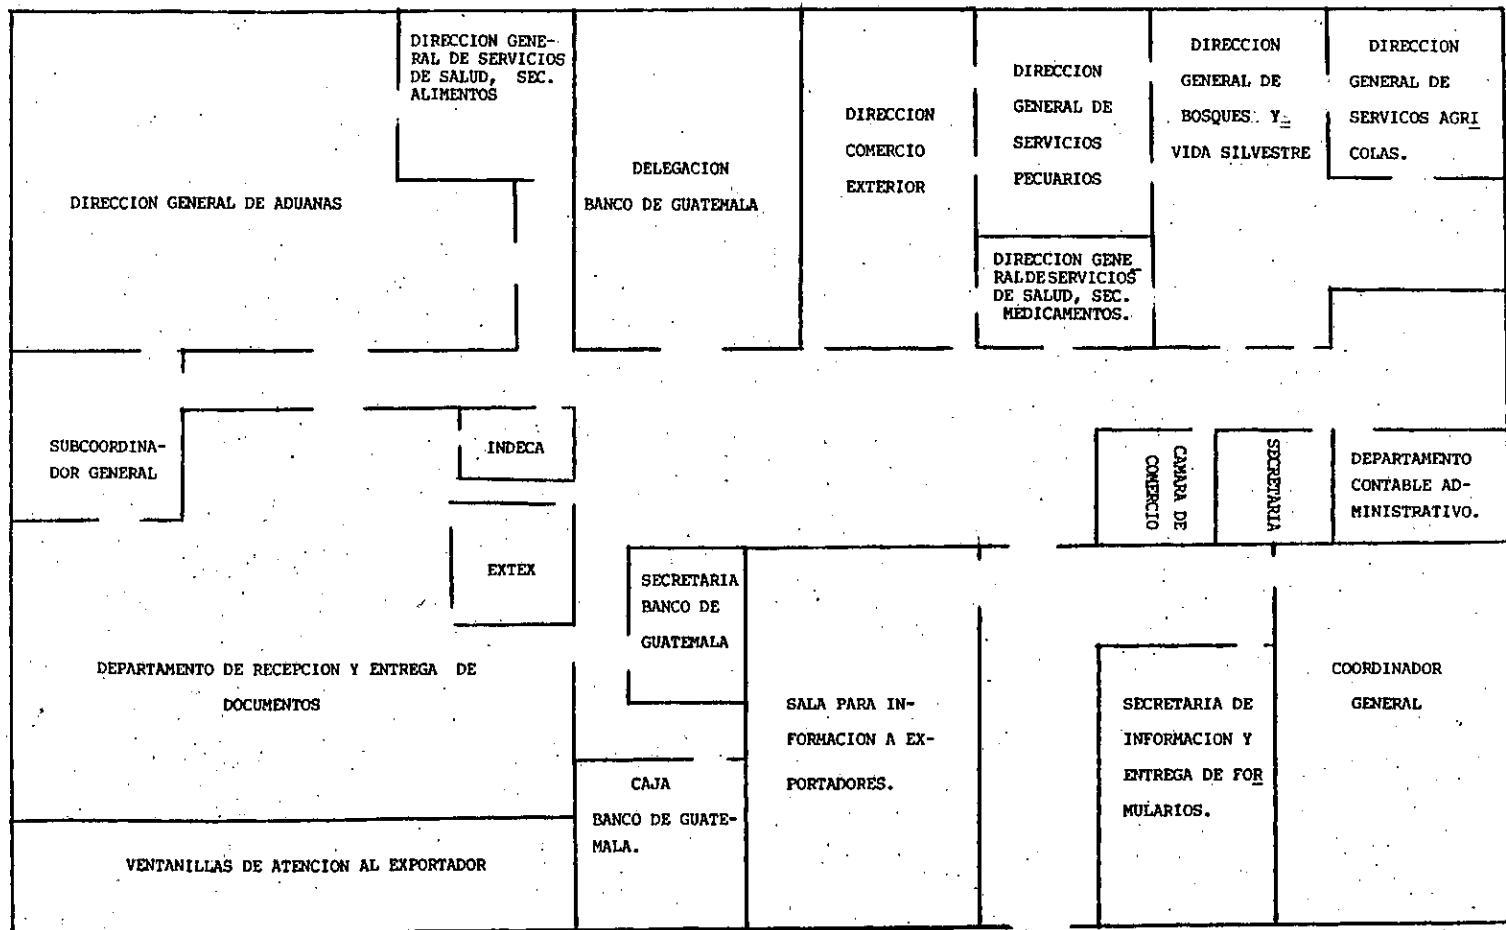 DIRECCION GENE-
RAL DE SERVICIOS
DE SALUD, SEC.
ALIMENTOS
DIRECCION GENERAL DE ADUANAS
DELEGACION
BANCO DE GUATEMALA
DIRECCION
COMERCIO
EXTERIOR
DIRECCION
GENERAL DE
SERVICIOS
PECUARIOS
DIRECCION GENE
RALDESERVICIOS
DE SALUD, SEC.
MEDICAMENTOS.
DIRECCION
GENERAL DE
BOSQUES Y
VIDA SILVESTRE
DIRECCION
GENERAL DE
SERVICOS AGRI
COLAS.
SUBCOORDINA-
DOR GENERAL
INDECA
EXTEX
CAMARA DE
COMERCIO
SECRETARIA
DEPARTAMENTO
CONTABLE AD-
MINISTRATIVO.
SECRETARIA
BANCO DE
GUATEMALA
DEPARTAMENTO DE RECEPCION Y ENTREGA DE
DOCUMENTOS
SALA PARA IN-
FORMACION A EX-
PORTADORES.
SECRETARIA DE
INFORMACION Y
ENTREGA DE FOR
MULARIOS.
COORDINADOR
GENERAL
CAJA
BANCO DE GUATE-
MALA.
VENTANILLAS DE ATENCION AL EXPORTADOR